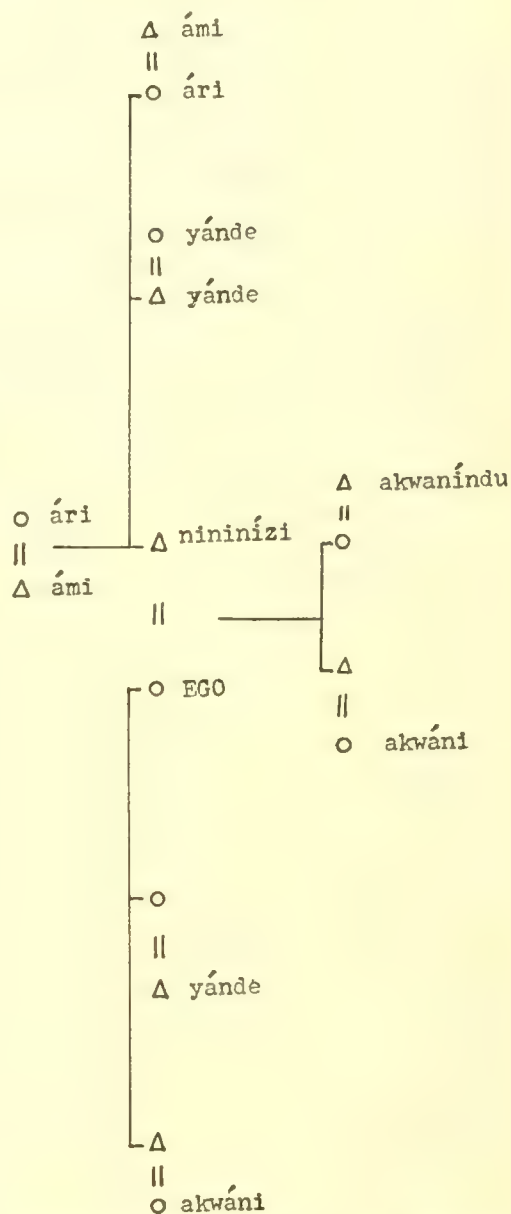 ámi
ári
yánde
yánde
akwaníndu
ári
nininízi
ámi
EGO
akwáni
yánde
akwáni